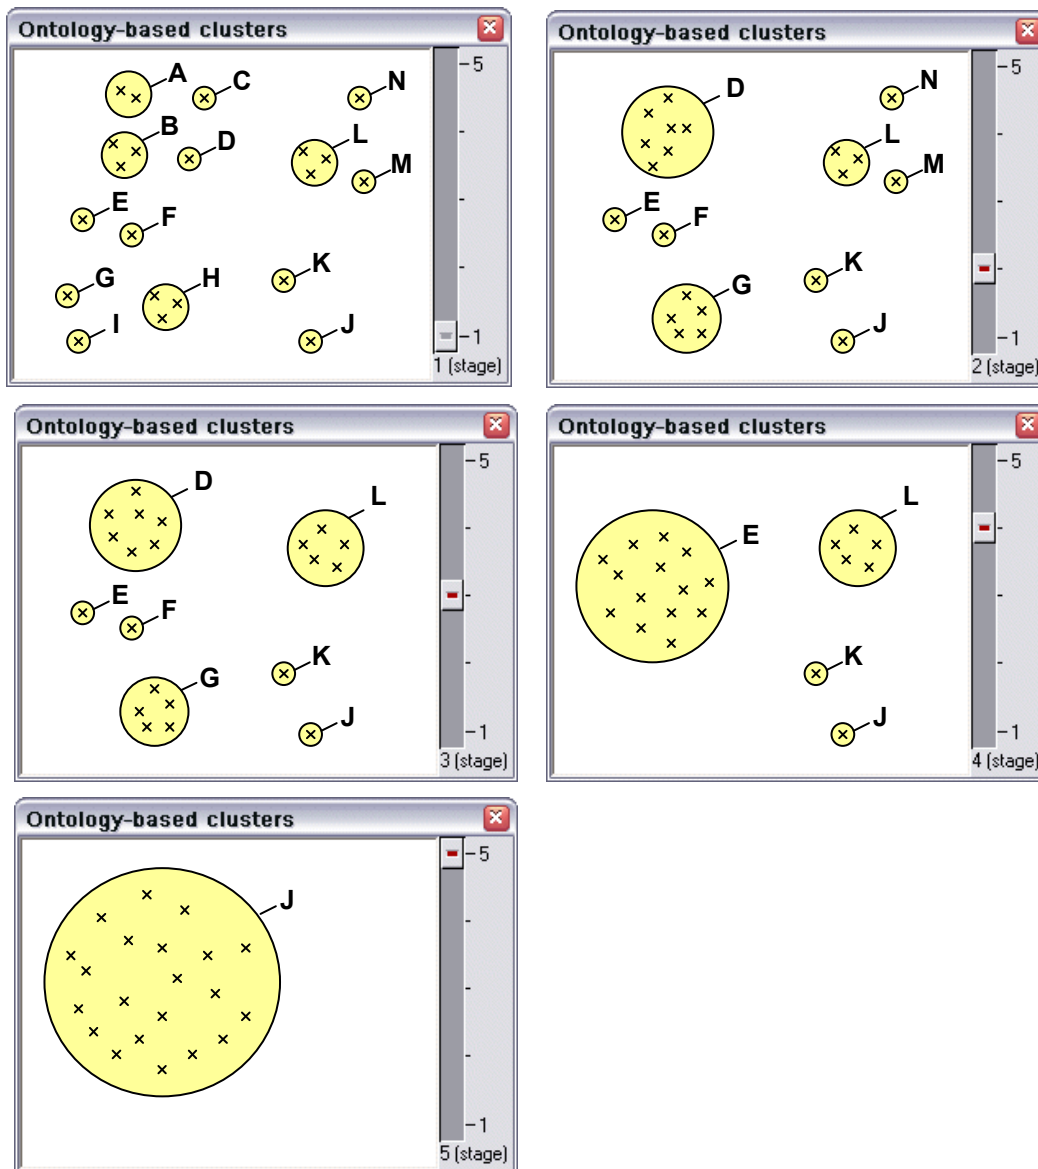 Ontology-based clusters
A
C
N
5
B
D
L
M
E
F
G
H
K
I
J
1
1 (stage)
Ontology-based clusters
D
N
5
L
M
E
F
G
K
J
1
2 (stage)
Ontology-based clusters
D
L
5
E
F
G
K
J
1
3 (stage)
Ontology-based clusters
E
L
5
K
J
1
4 (stage)
Ontology-based clusters
J
5
1
5 (stage)